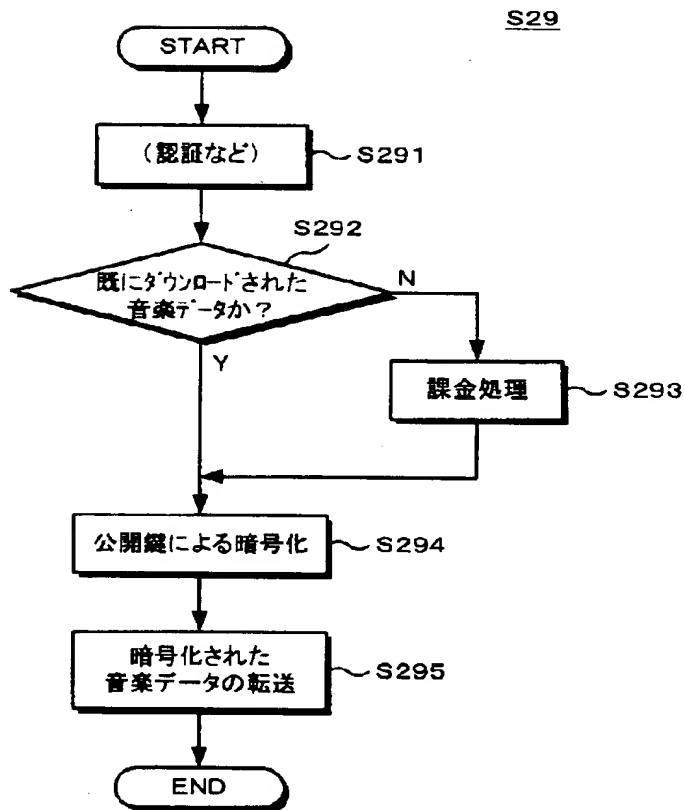 S29
START
(認証など)
S291
S292
既にダウンロードされた
音楽データか?
N
Y
課金処理
S293
公開鍵による暗号化
S294
暗号化された
音楽データの転送
S295
END